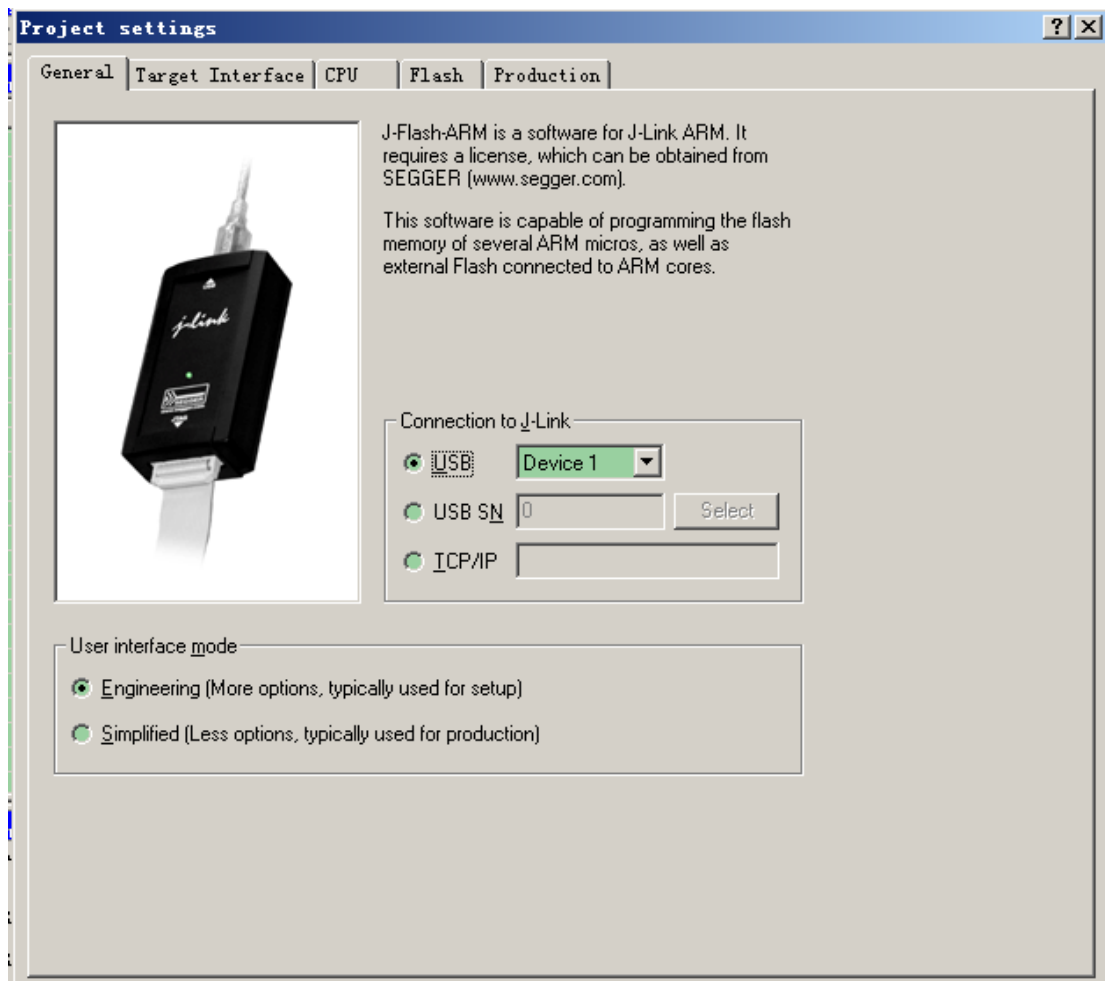 Project settings
General Target Interface CPU Flash Production
J-Flash-ARM is a software for J-Link ARM. It
requires a license, which can be obtained from
SEGGER (www.segger.com).
This software is capable of programming the flash
memory of several ARM micros, as well as
external Flash connected to ARM cores.
j-link
Connection to J-Link
USB Device 1
USB SN 0 Select
TCP/IP
User interface mode
Engineering (More options, typically used for setup)
Simplified (Less options, typically used for production)